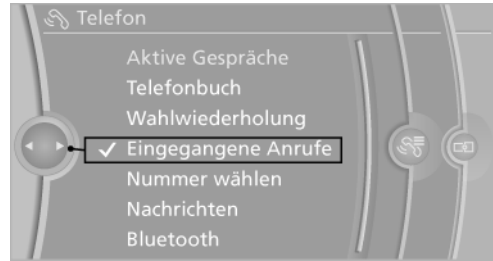 Telefon
Aktive Gespräche
Telefonbuch
Wahlwiederholung
Eingegangene Anrufe
Nummer wählen
Nachrichten
Bluetooth